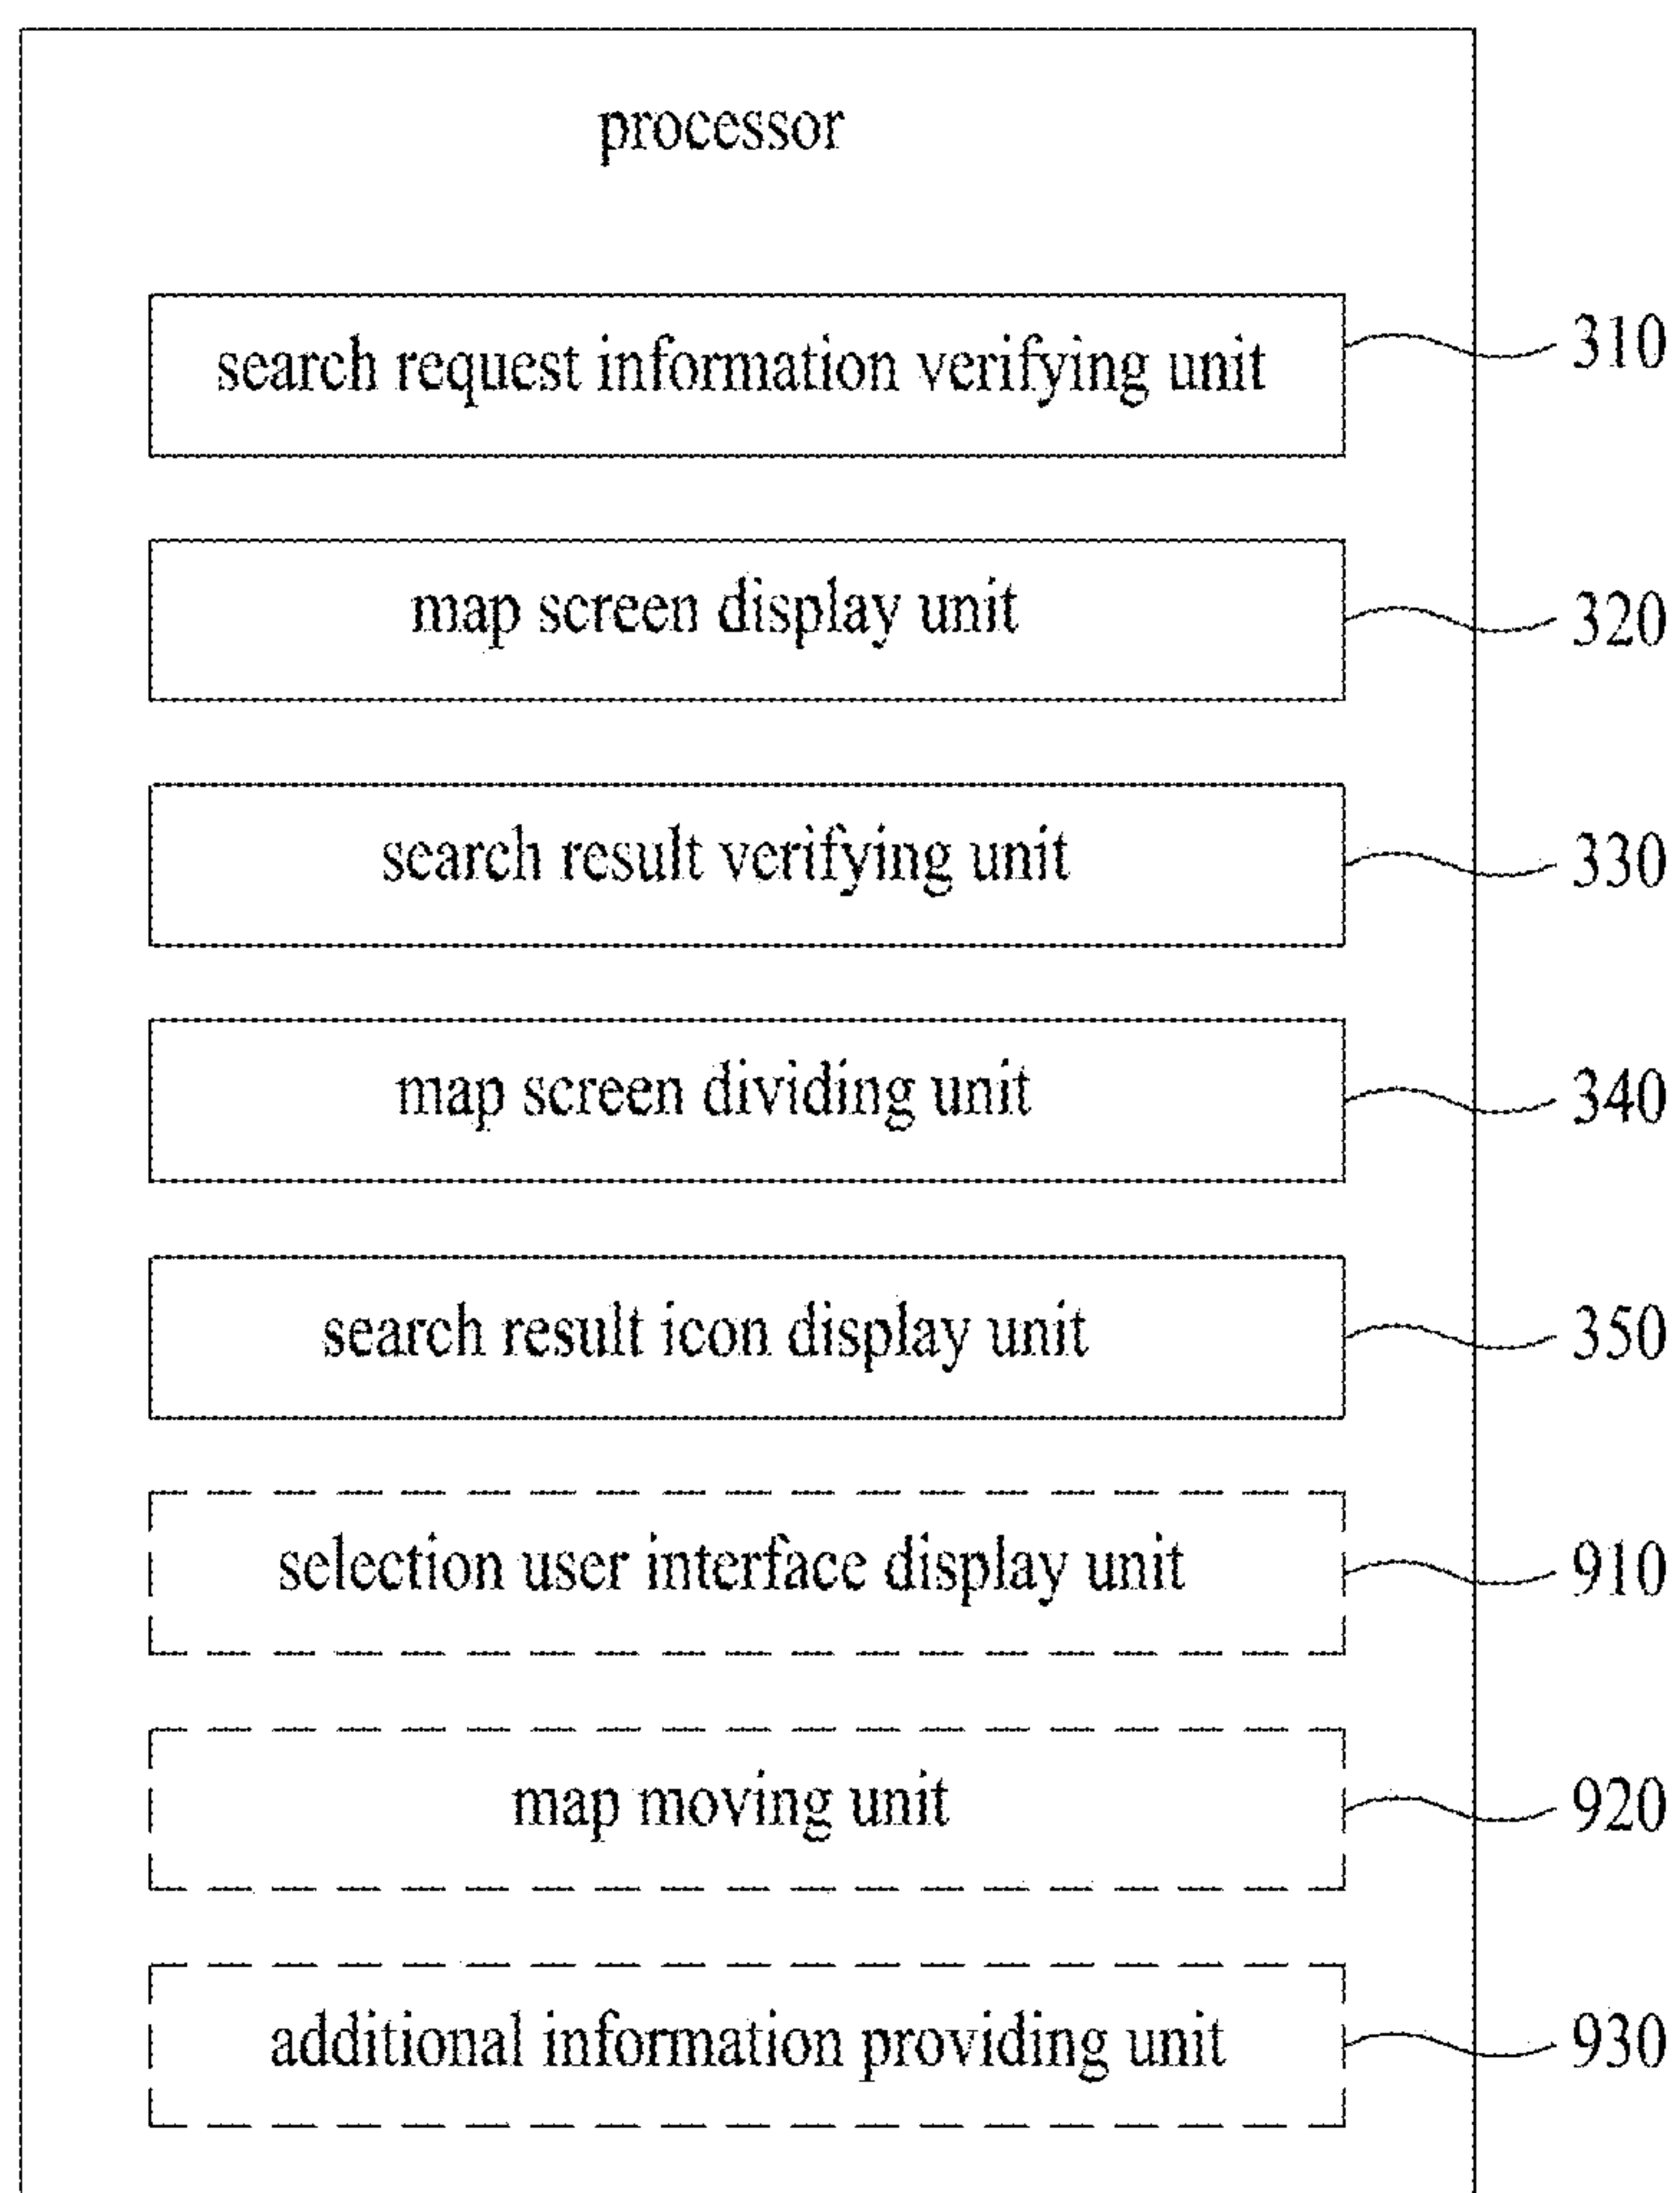 processor
search request information verifying unit 310
map screen display unit 320
search result verifying unit 330
map screen dividing unit 340
search result icon display unit 350
selection user interface display unit 910
map moving unit 920
additional information providing unit 930